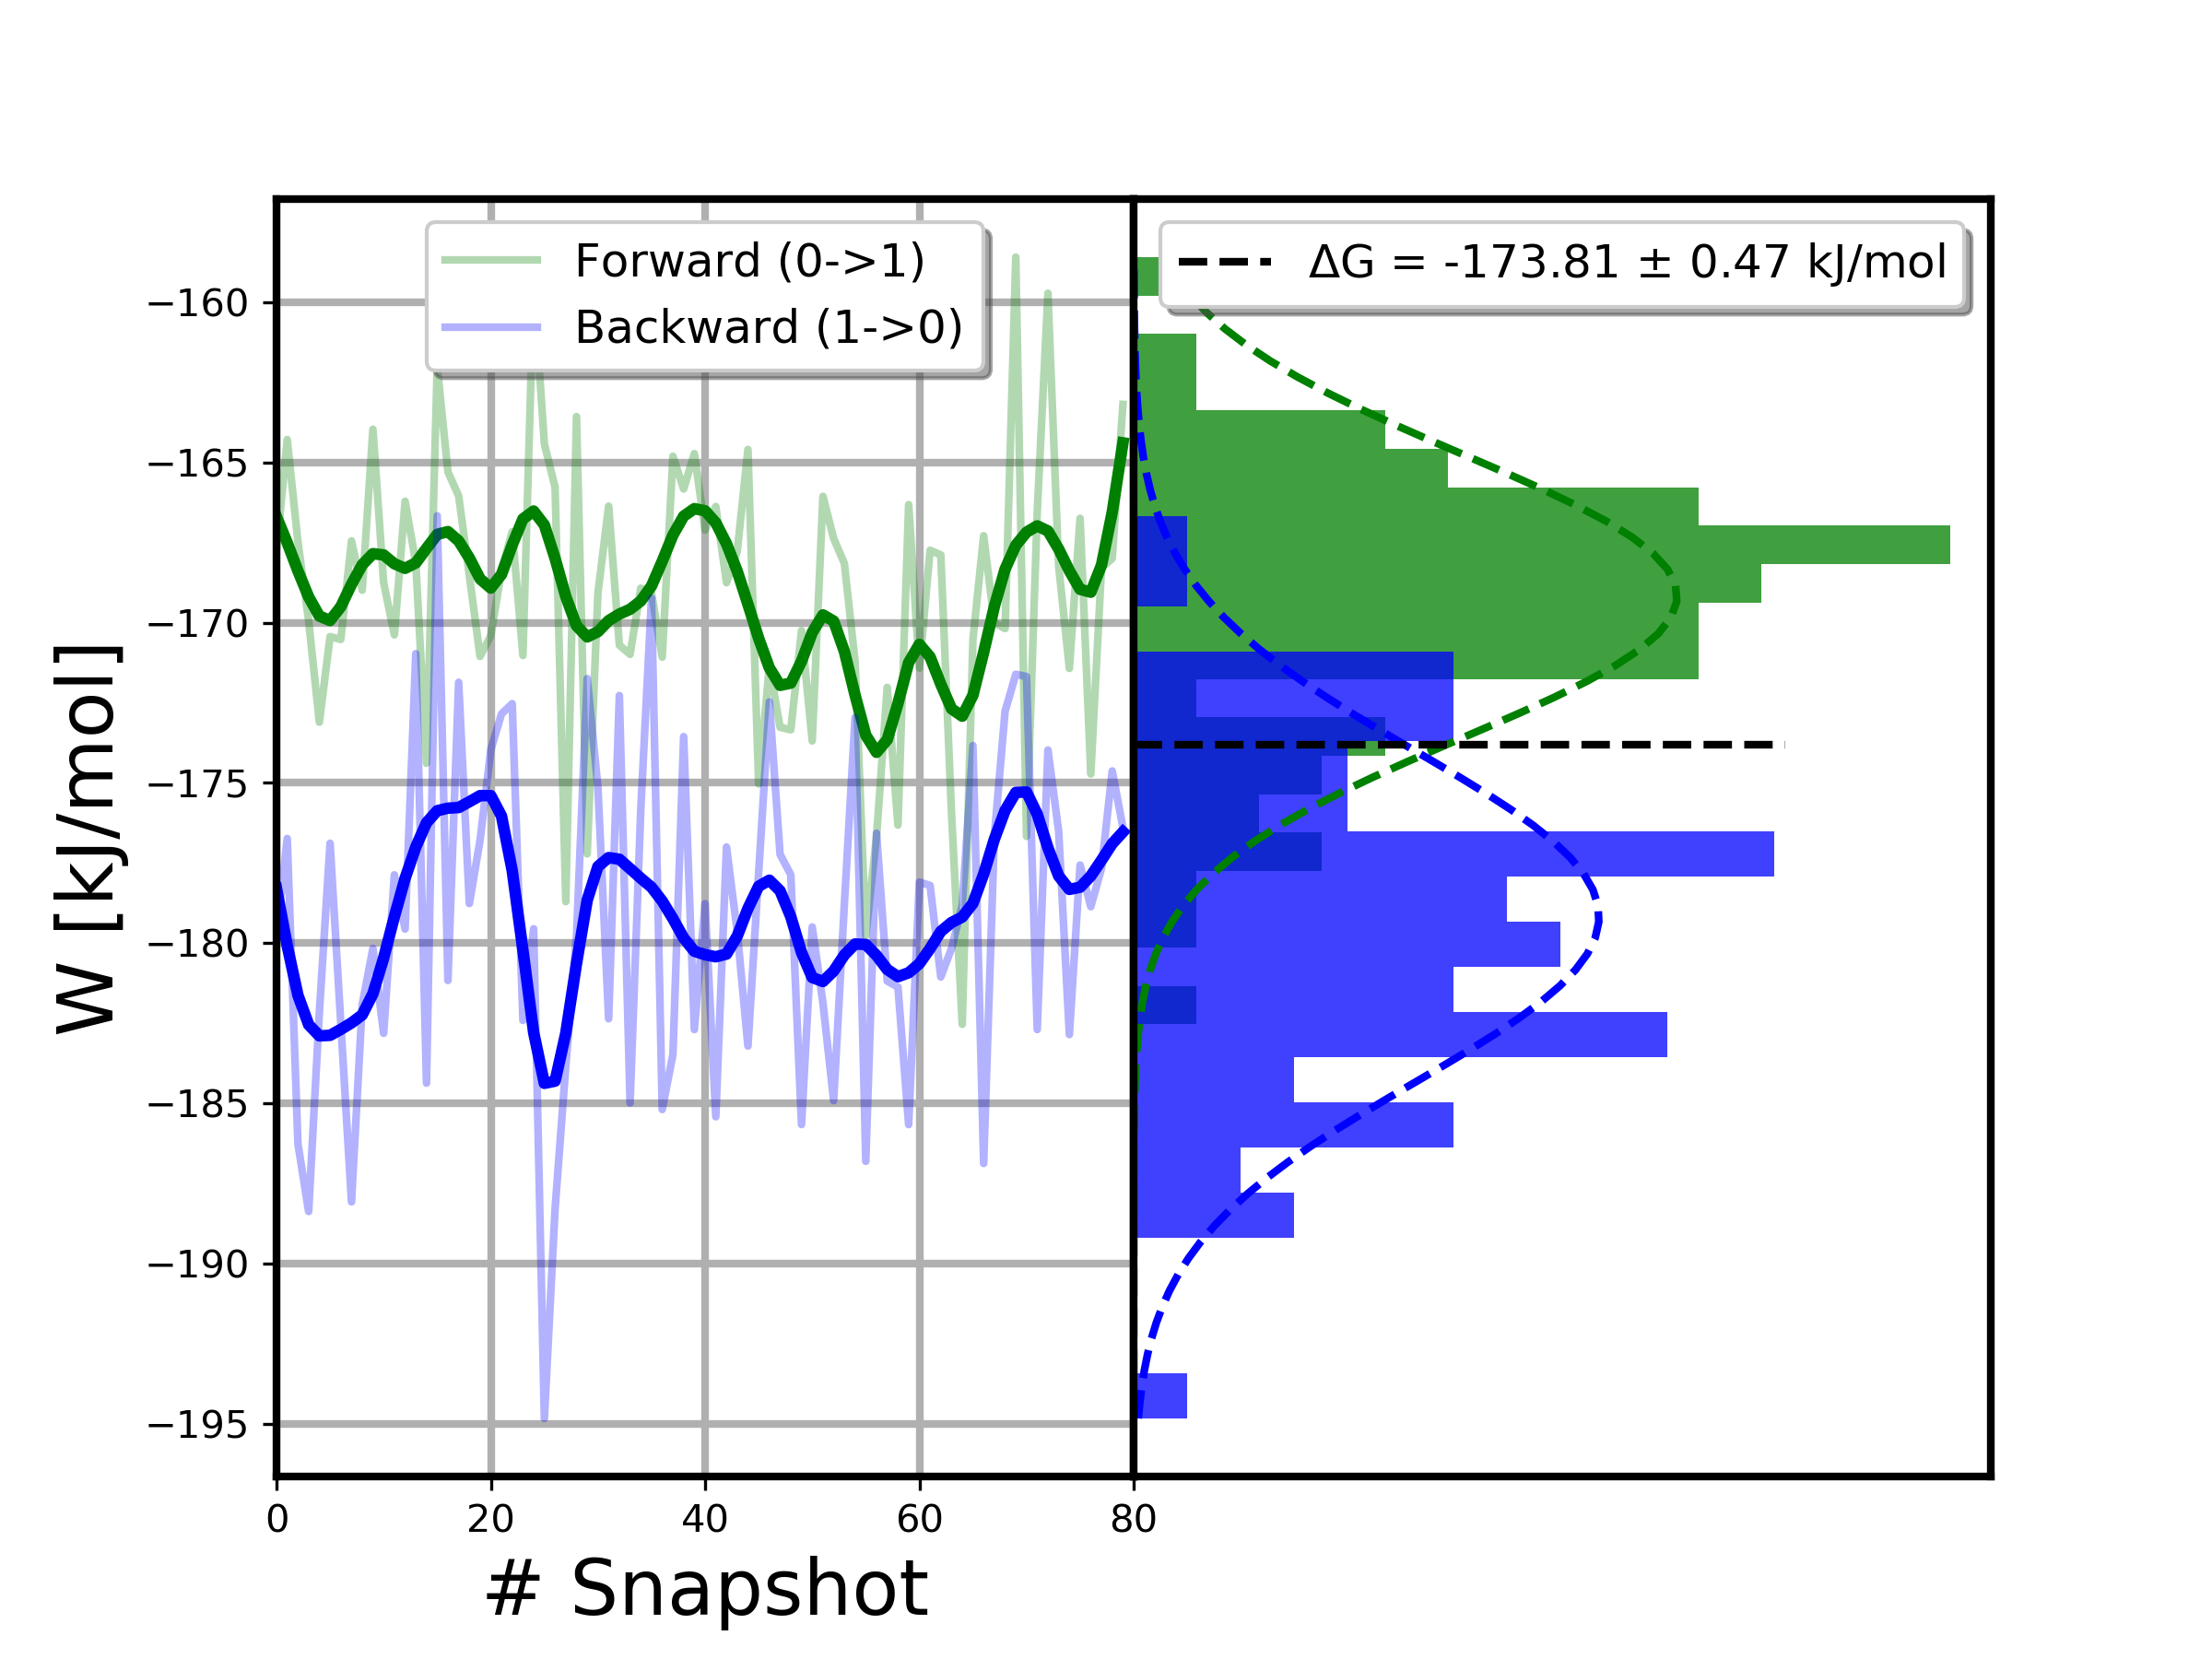 Forward (0->1)
Backward (1->0)
ΔG = -173.81 ± 0.47 kJ/mol
W [kJ/mol]
−160
−165
−170
−175
−180
−185
−190
−195
0 20 40 60 80
# Snapshot